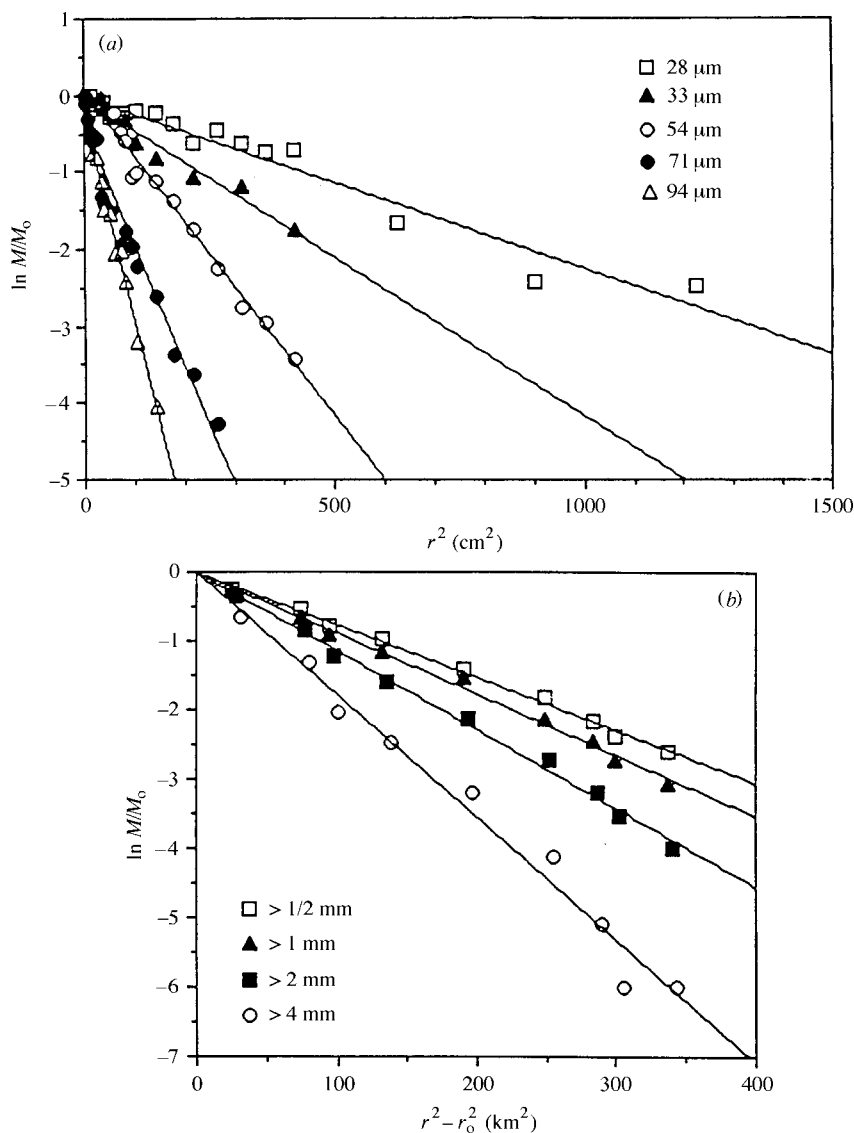 (a)
1
0
−1
−2
−3
−4
−5
ln M/Mo
28 μm
33 μm
54 μm
71 μm
94 μm
0
500
1000
1500
r² (cm²)
(b)
0
−1
−2
−3
−4
−5
−6
−7
ln M/Mo
> 1/2 mm
> 1 mm
> 2 mm
> 4 mm
0
100
200
300
400
r² – rₒ² (km²)